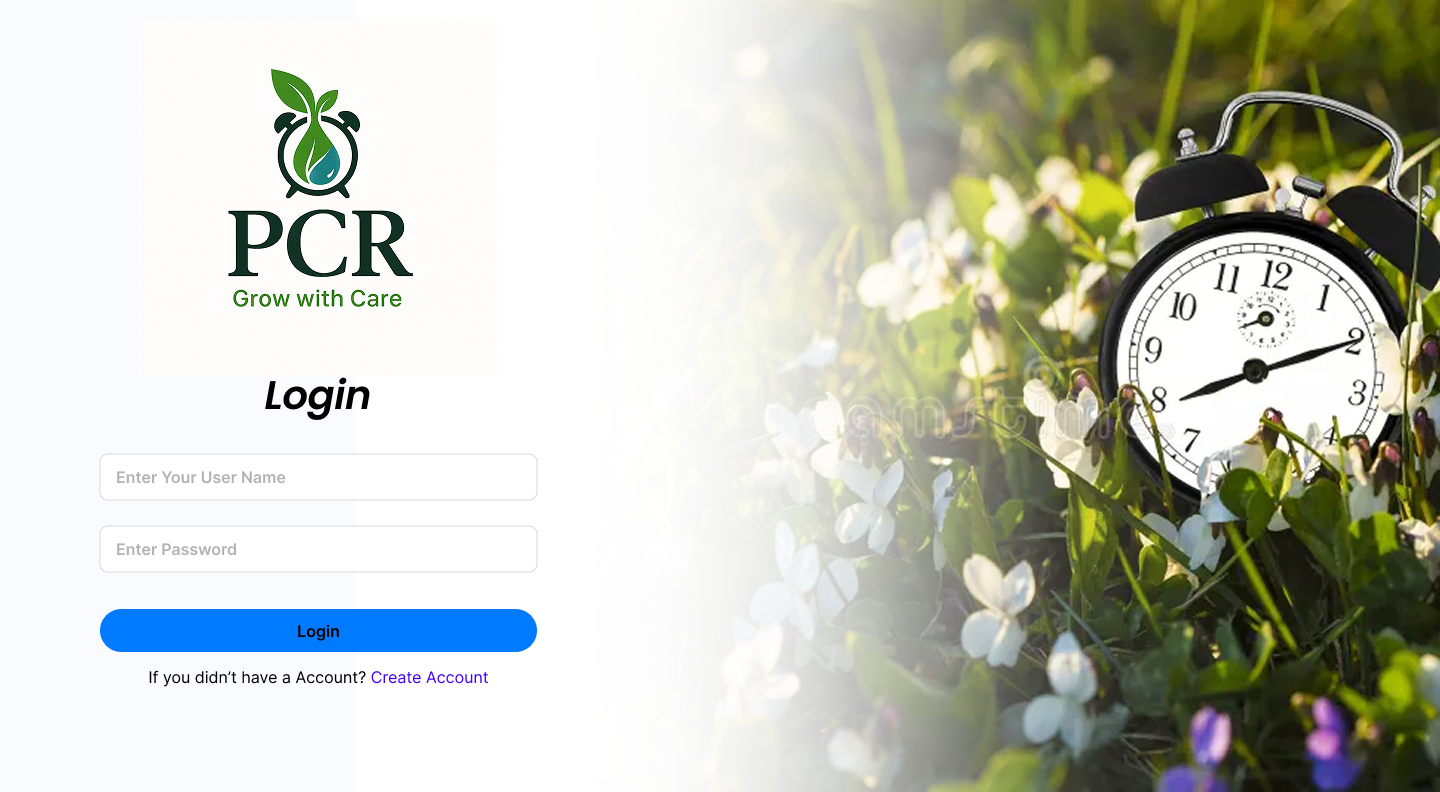 PCR
Grow with Care
Login
Enter Your User Name
Enter Password
Login
If you didn’t have a Account? Create Account
11 12 1
10 2
9 3
8 4
7